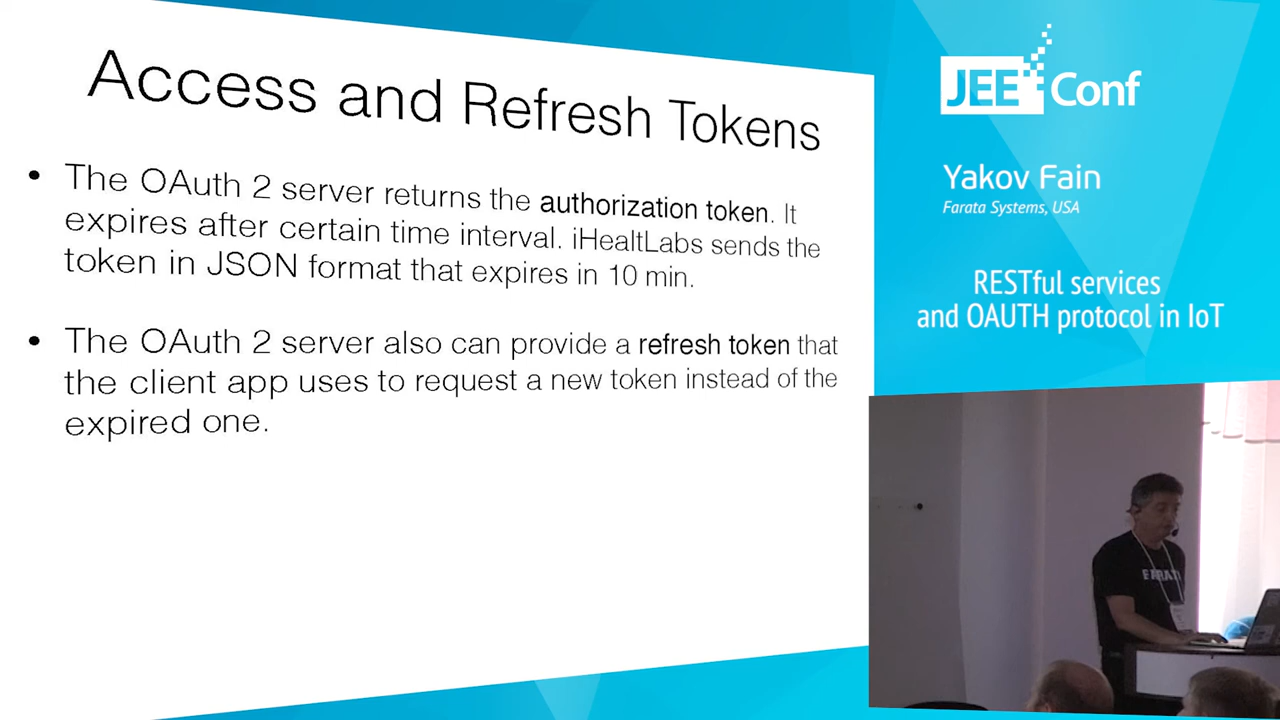 Access and Refresh Tokens
• The OAuth 2 server returns the authorization token. It
expires after certain time interval. iHealtLabs sends the
token in JSON format that expires in 10 min.
• The OAuth 2 server also can provide a refresh token that
the client app uses to request a new token instead of the
expired one.
JEE Conf
Yakov Fain
Farata Systems, USA
RESTful services
and OAUTH protocol in IoT